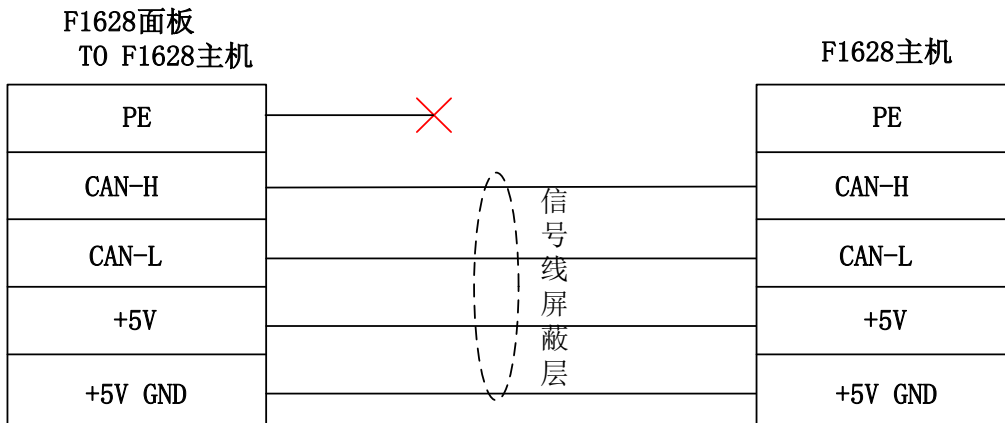 F1628面板
TO F1628主机
PE
CAN-H
CAN-L
+5V
+5V GND
信号线屏蔽层
F1628主机
PE
CAN-H
CAN-L
+5V
+5V GND